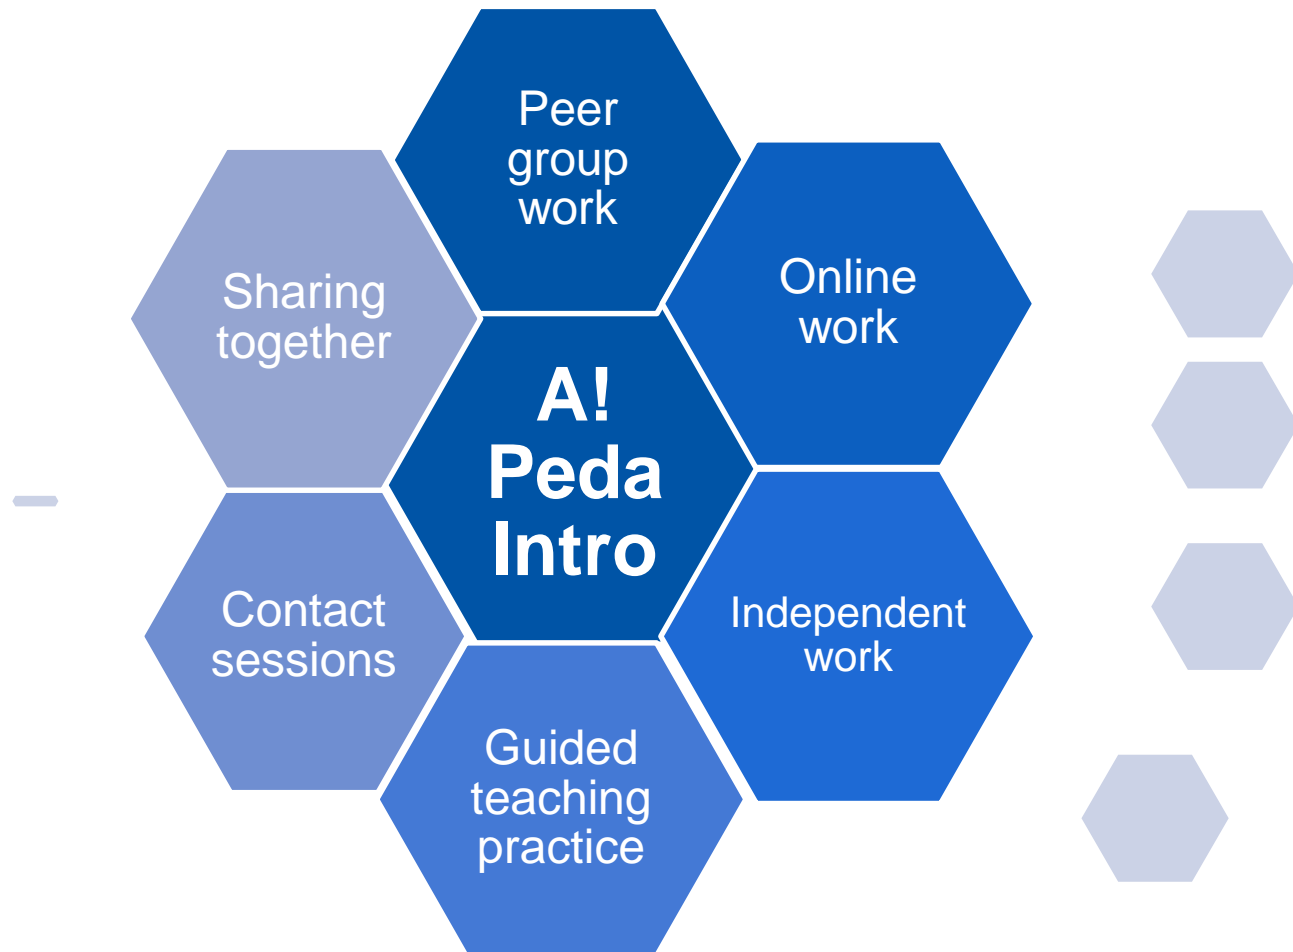 Peer
group
work
Online
work
Sharing
together
A!
Peda
Intro
Independent
work
Contact
sessions
Guided
teaching
practice